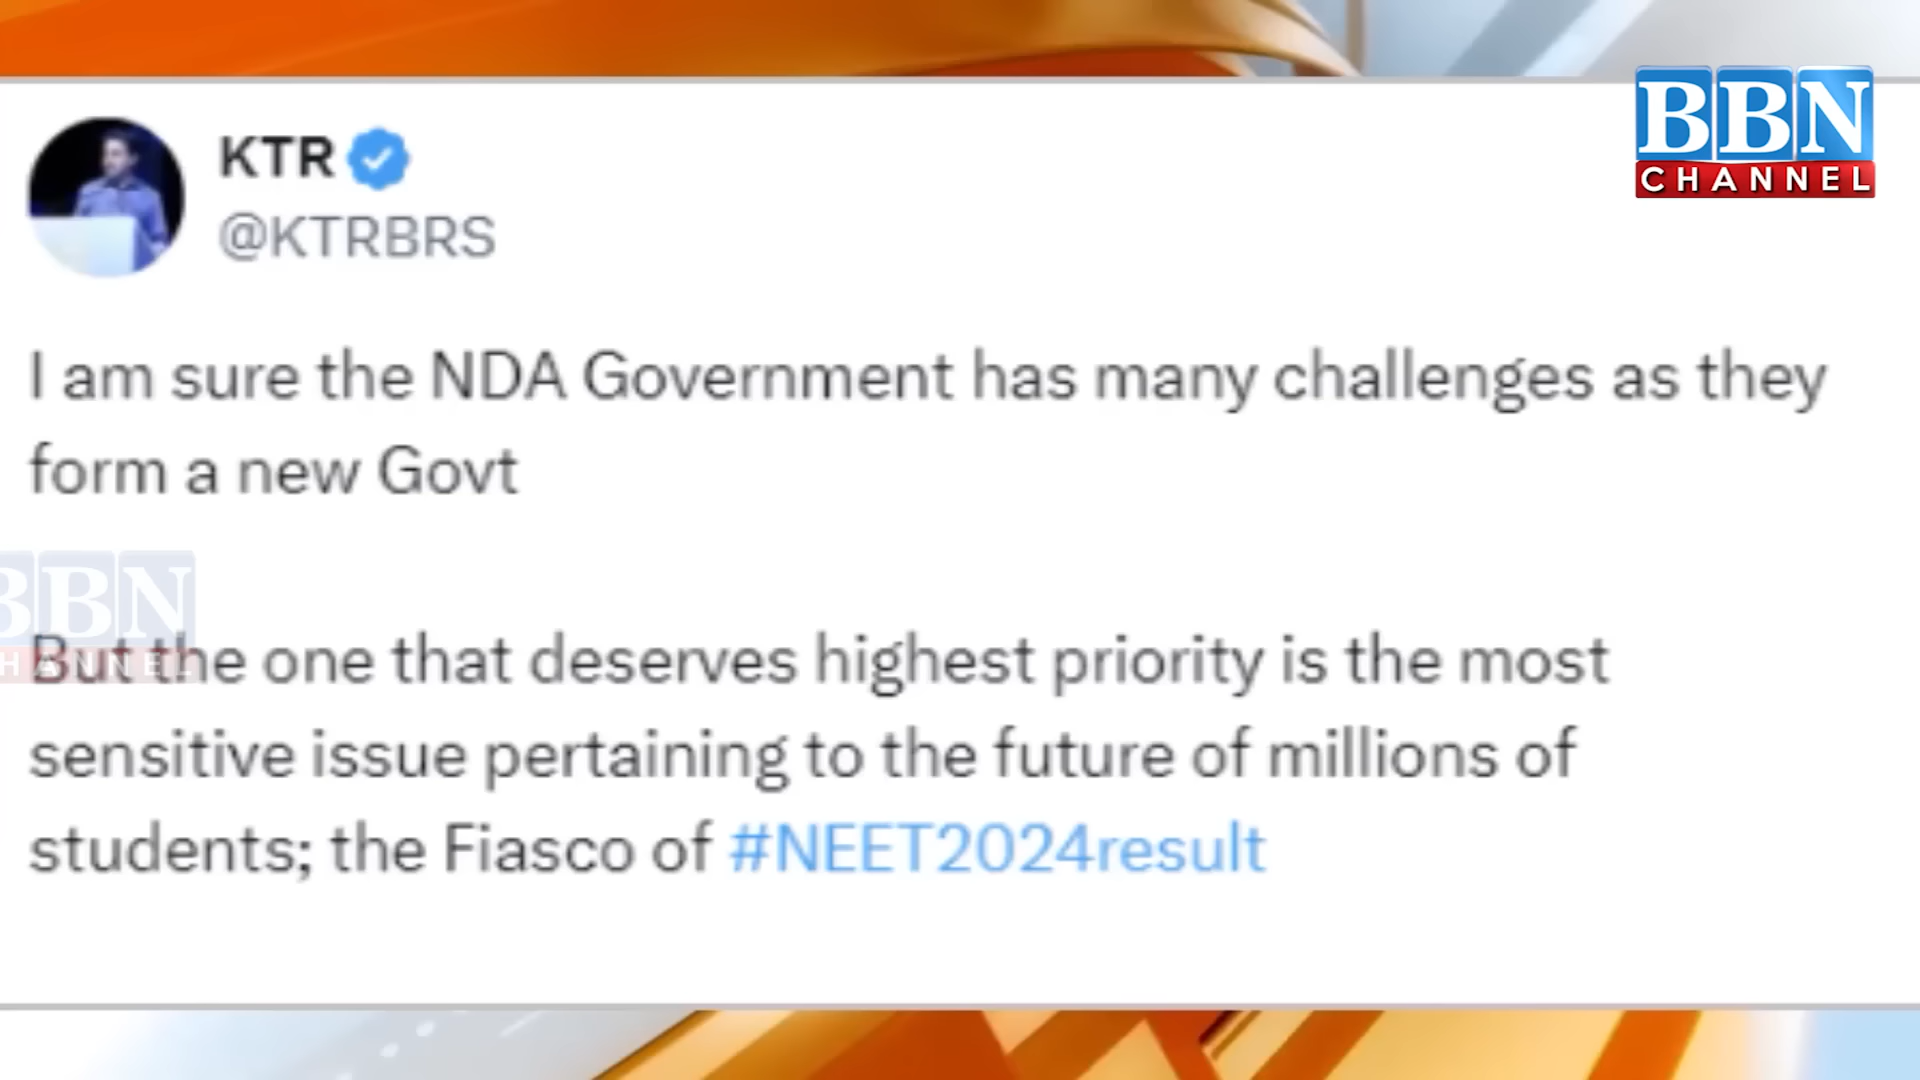 BBN
CHANNEL
KTR
@KTRBRS
I am sure the NDA Government has many challenges as they
form a new Govt
BBN
CHANNEL
But the one that deserves highest priority is the most
sensitive issue pertaining to the future of millions of
students; the Fiasco of #NEET2024result